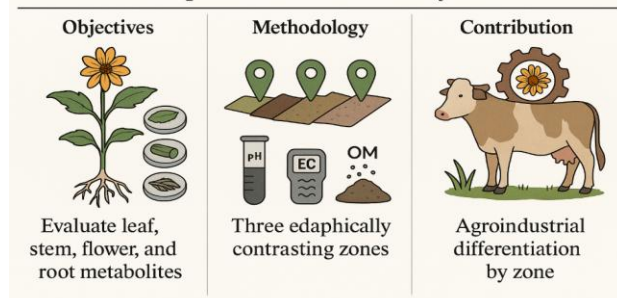 Objectives
Evaluate leaf,
stem, flower, and
root metabolites
Methodology
pH
EC
OM
Three edaphically
contrasting zones
Contribution
Agroindustrial
differentiation
by zone